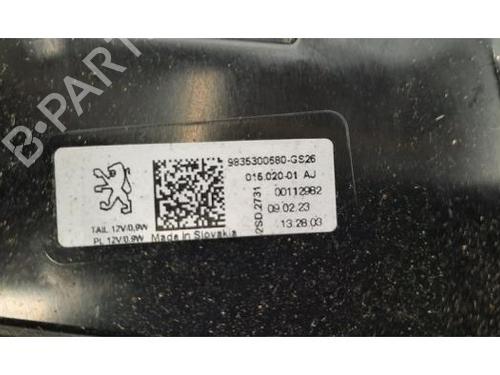 B-PARTS
9835300580-GS26
015.020-01 AJ
00112982
09.02.23
13.28.03
2SD.2731
TAIL 12V/0,9W
PL 12V/0.9W
Made in Slovakia